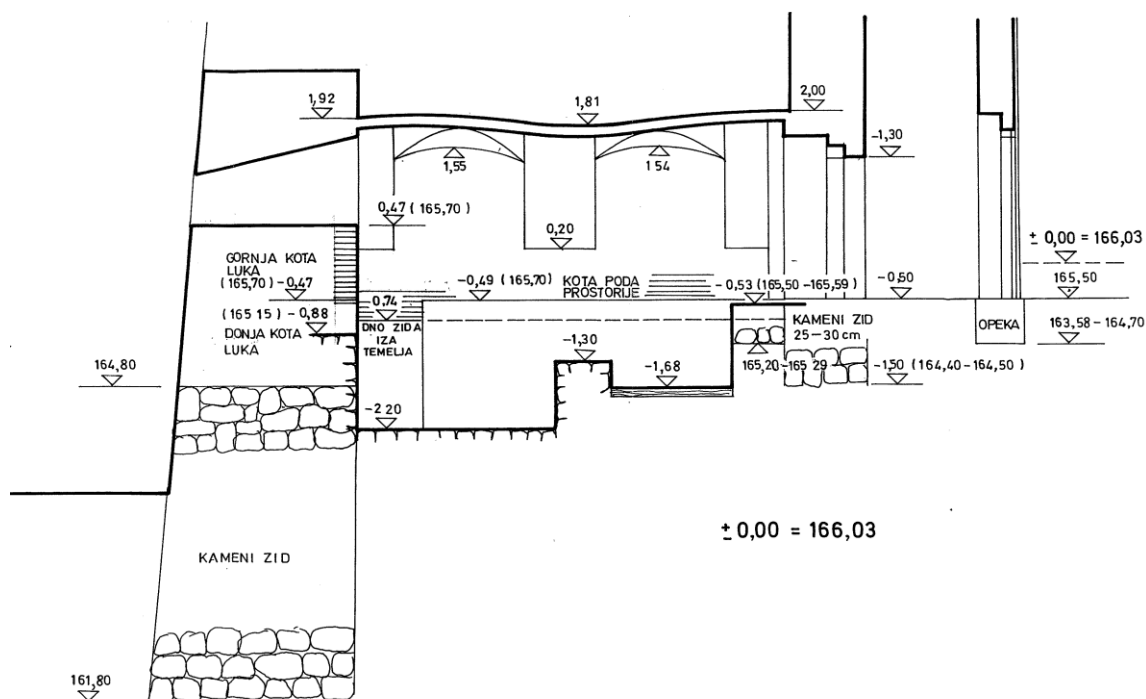 1,92
1,81
2,00
-1,30
1,55
1 54
0,47 ( 165,70 )
0,20
± 0,00 = 166,03
GORNJA KOTA
LUKA
(165,70) -0,47
-0,49 ( 165,70)
KOTA PODA
PROSTORIJE
-0,53 (165,50 -165,59)
-0,60
165,50
(165 15) -0,88
DONJA KOTA
LUKA
0,74
DNO ZIDA
IZA
TEMELJA
KAMENI ZID
25-30 cm
OPEKA
163,58-164,70
164,80
-1,30
-1,68
165,20-165 29
-1,50 (164,40-164,50)
-2 20
± 0,00 = 166,03
KAMENI ZID
161,80